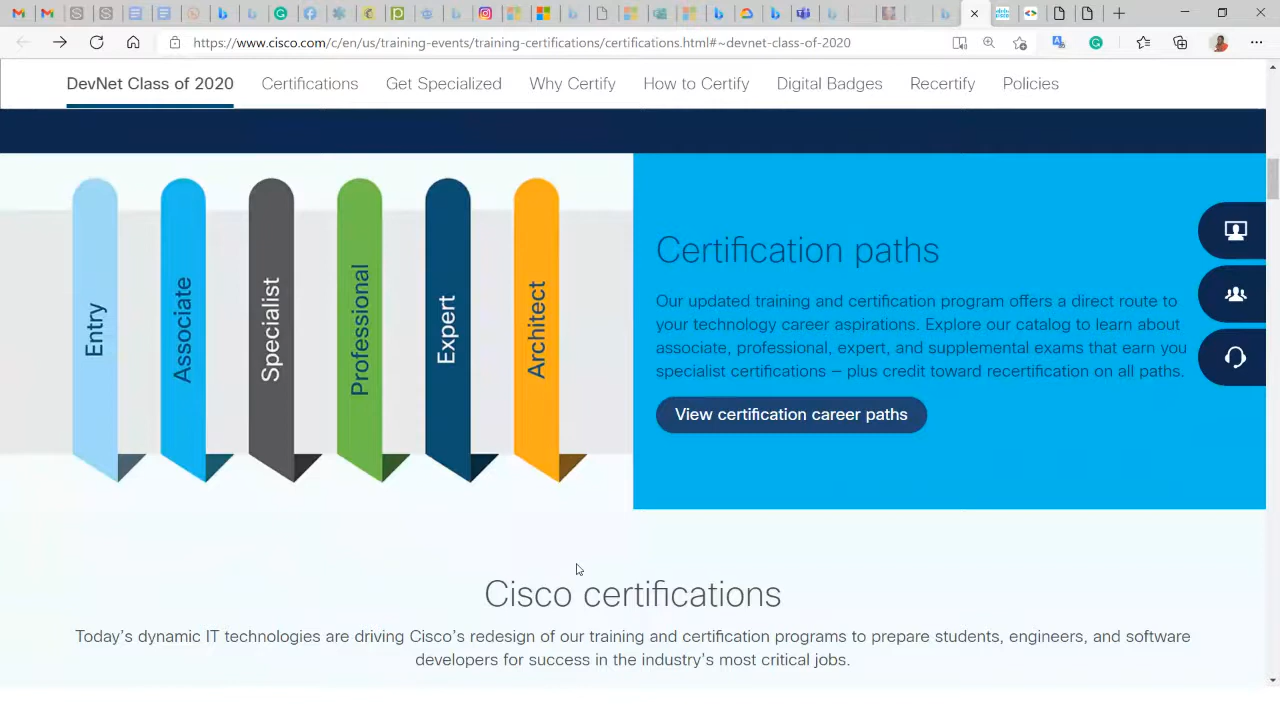 https://www.cisco.com/c/en/us/training-events/training-certifications/certifications.html#~devnet-class-of-2020
DevNet Class of 2020 Certifications Get Specialized Why Certify How to Certify Digital Badges Recertify Policies
Entry
Associate
Specialist
Professional
Expert
Architect
Certification paths
Our updated training and certification program offers a direct route to
your technology career aspirations. Explore our catalog to learn about
associate, professional, expert, and supplemental exams that earn you
specialist certifications – plus credit toward recertification on all paths.
View certification career paths
Cisco certifications
Today's dynamic IT technologies are driving Cisco's redesign of our training and certification programs to prepare students, engineers, and software
developers for success in the industry's most critical jobs.